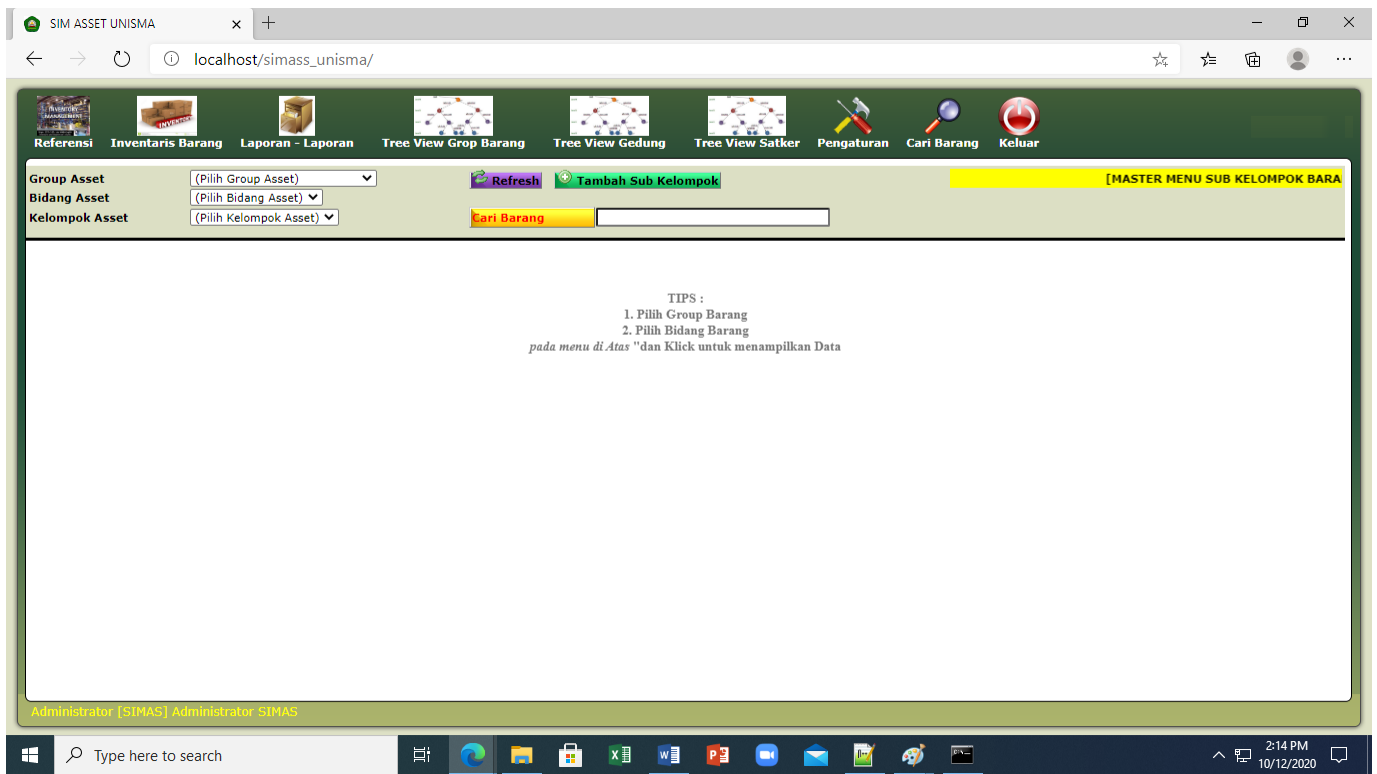 SIM ASSET UNISMA
localhost/simass_unisma/
INVENTORY
MANAGEMENT
Referensi Inventaris Barang Laporan - Laporan Tree View Grop Barang Tree View Gedung Tree View Satker Pengaturan Cari Barang Keluar
Group Asset (Pilih Group Asset) Refresh Tambah Sub Kelompok [MASTER MENU SUB KELOMPOK BARA
Bidang Asset (Pilih Bidang Asset)
Kelompok Asset (Pilih Kelompok Asset) Cari Barang
TIPS :
1. Pilih Group Barang
2. Pilih Bidang Barang
pada menu di Atas "dan Klick untuk menampilkan Data
Administrator [SIMAS] Administrator SIMAS
Type here to search
2:14 PM
10/12/2020